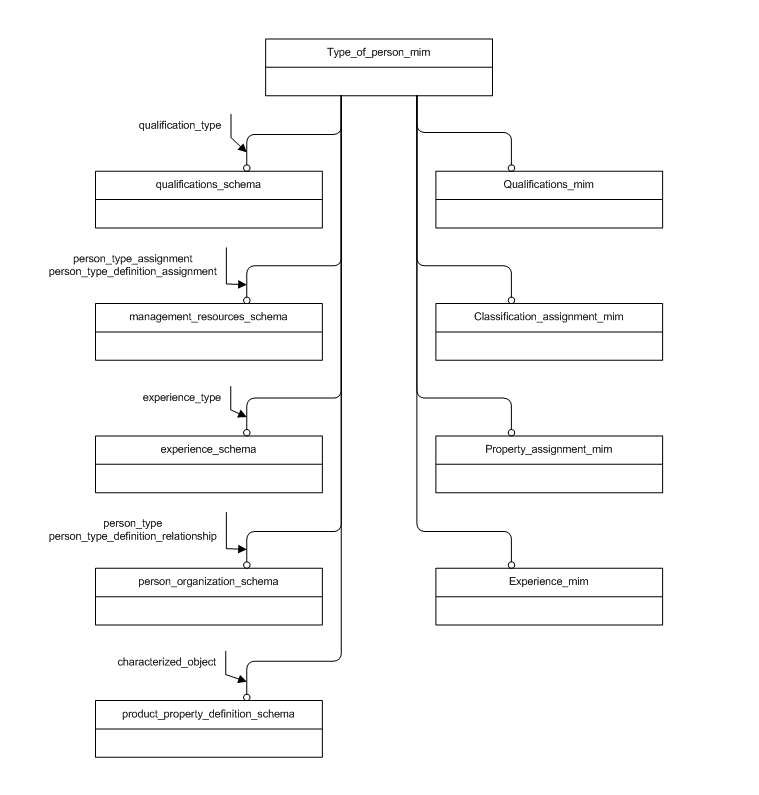 Type_of_person_mim
qualification_type
qualifications_schema
Qualifications_mim
person_type_assignment
person_type_definition_assignment
management_resources_schema
Classification_assignment_mim
experience_type
experience_schema
Property_assignment_mim
person_type
person_type_definition_relationship
person_organization_schema
Experience_mim
characterized_object
product_property_definition_schema